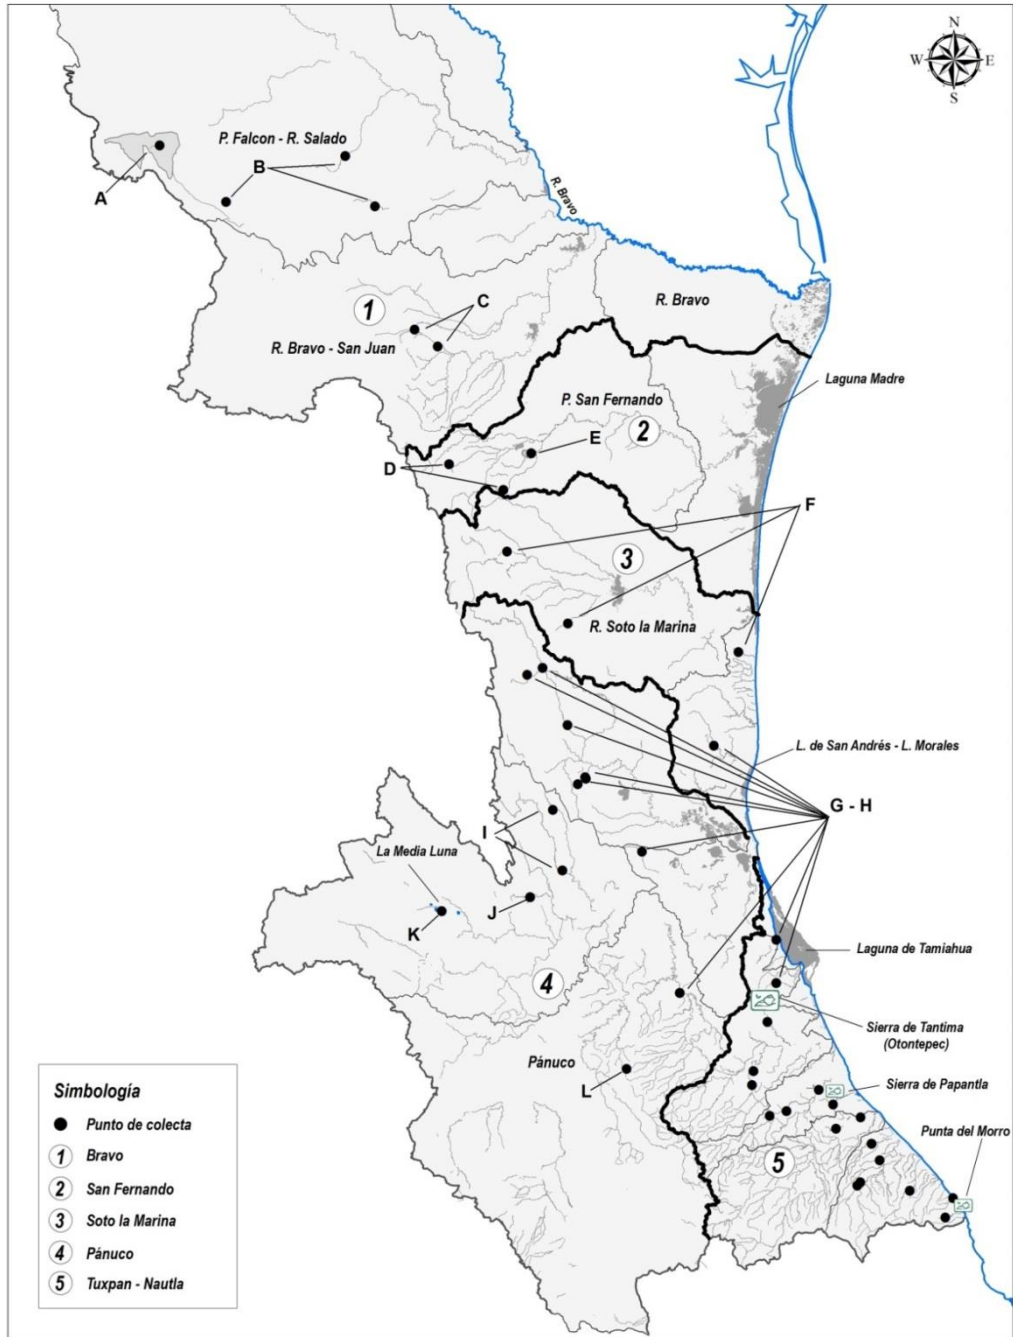 N
W E
S
P. Falcon - R. Salado
B
A
R. Bravo
R. Bravo
1
C
R. Bravo - San Juan
Laguna Madre
P. San Fernando
2
E
D
F
3
R. Soto la Marina
L. de San Andrés - L. Morales
G - H
I
La Media Luna
J
K
Laguna de Tamiahua
4
Sierra de Tantima
(Otontepec)
Pánuco
L
Sierra de Papantla
Punta del Morro
5
Simbología
Punto de colecta
1 Bravo
2 San Fernando
3 Soto la Marina
4 Pánuco
5 Tuxpan - Nautla